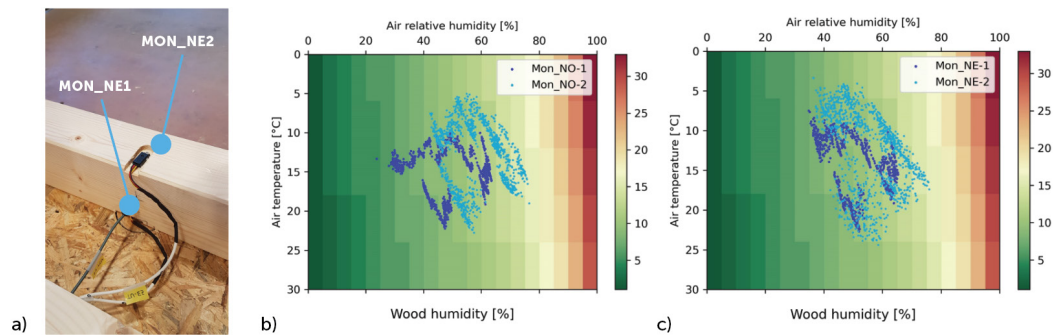 MON_NE2
MON_NE1
a)
Air relative humidity [%]
0 20 40 60 80 100
Mon_NO-1
Mon_NO-2
Air temperature [°C]
0
5
10
15
20
25
30
30
25
20
15
10
5
Wood humidity [%]
b)
Air relative humidity [%]
0 20 40 60 80 100
Mon_NE-1
Mon_NE-2
Air temperature [°C]
0
5
10
15
20
25
30
30
25
20
15
10
5
Wood humidity [%]
c)